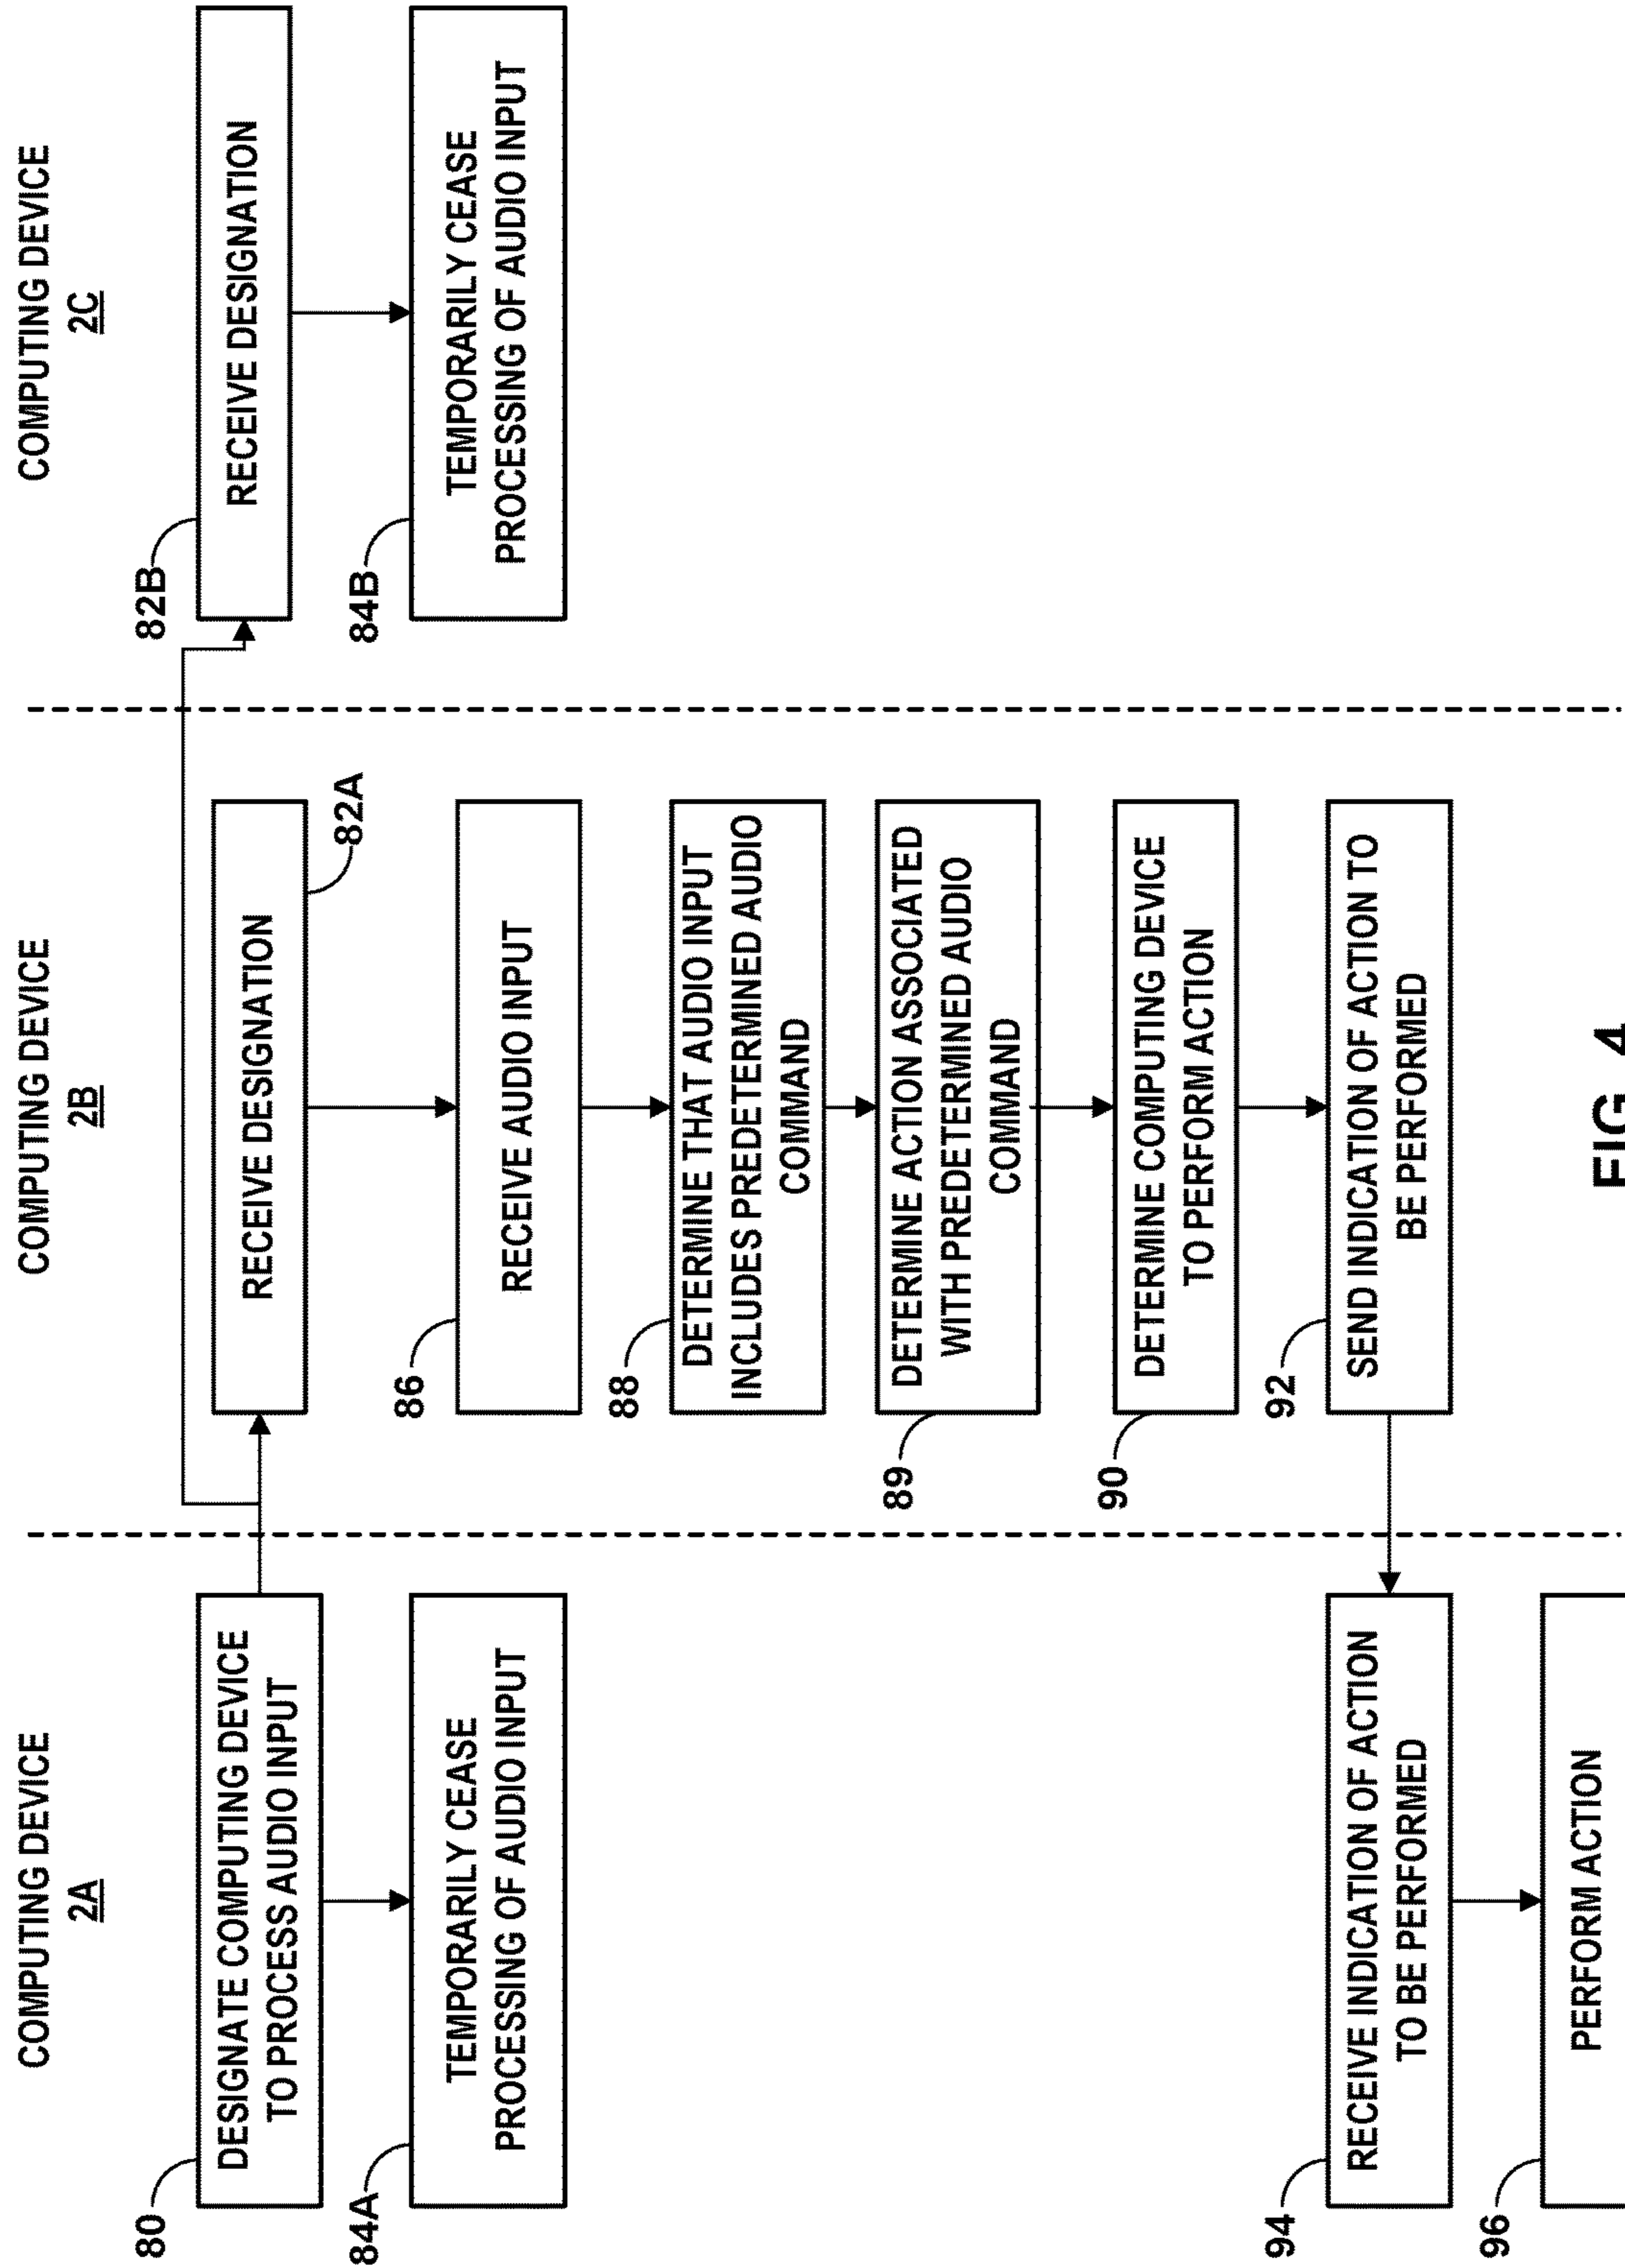 COMPUTING DEVICE
2A
80
DESIGNATE COMPUTING DEVICE
TO PROCESS AUDIO INPUT
84A
TEMPORARILY CEASE
PROCESSING OF AUDIO INPUT
94
RECEIVE INDICATION OF ACTION
TO BE PERFORMED
96
PERFORM ACTION
COMPUTING DEVICE
2B
RECEIVE DESIGNATION
82A
86
RECEIVE AUDIO INPUT
88
DETERMINE THAT AUDIO INPUT
INCLUDES PREDETERMINED AUDIO
COMMAND
89
DETERMINE ACTION ASSOCIATED
WITH PREDETERMINED AUDIO
COMMAND
90
DETERMINE COMPUTING DEVICE
TO PERFORM ACTION
92
SEND INDICATION OF ACTION TO
BE PERFORMED
COMPUTING DEVICE
2C
82B
RECEIVE DESIGNATION
84B
TEMPORARILY CEASE
PROCESSING OF AUDIO INPUT
FIG. 4